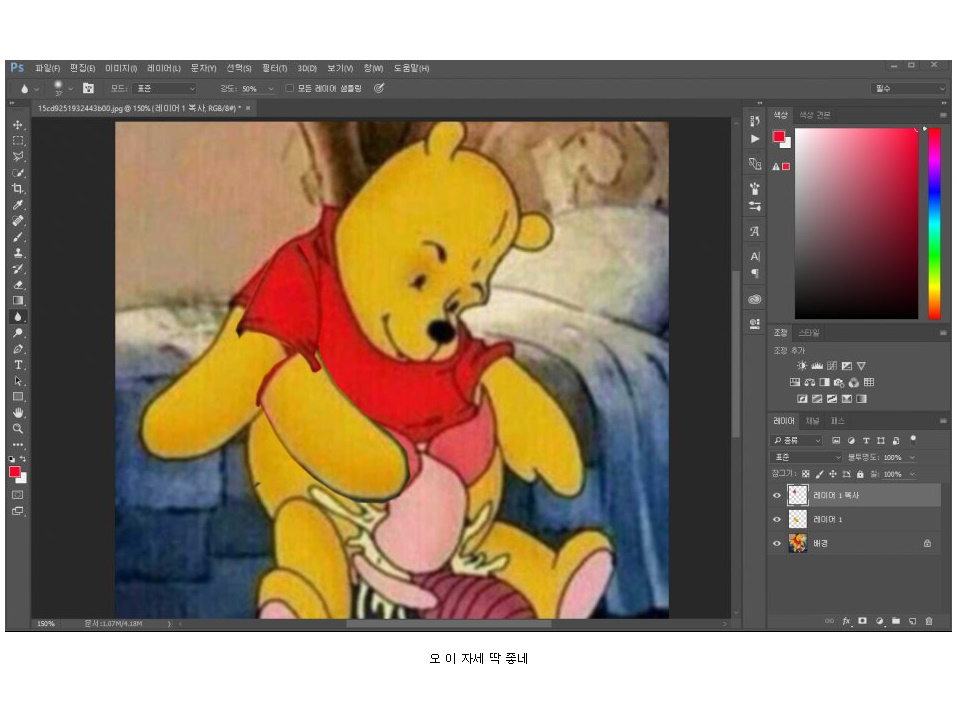 Ps 파일(F) 편집(E) 이미지(I) 레이어(L) 문자(Y) 선택(S) 필터(T) 3D(D) 보기(V) 창(W) 도움말(H)
37 모드: 표준 강도: 50% 모든 레이어 샘플링 필수
15cd9251932443b00.jpg @ 150% (레이어 1 복사, RGB/8#) *
색상 색상 견본
조정 스타일
조정 추가
레이어 채널 패스
종류
표준 불투명도: 100%
잠그기: 칠: 100%
레이어 1 복사
레이어 1
배경
150% 문서:1.07M/4.18M
오 이 자세 딱 좋네